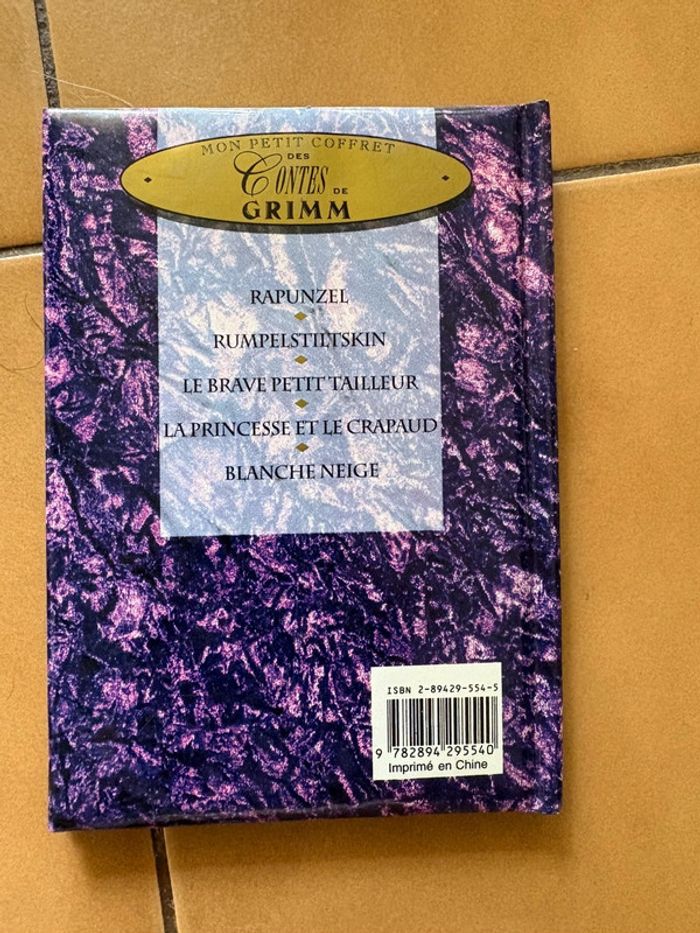 MON PETIT COFFRET
DES
CONTES DE
GRIMM
RAPUNZEL
RUMPELSTILTSKIN
LE BRAVE PETIT TAILLEUR
LA PRINCESSE ET LE CRAPAUD
BLANCHE NEIGE
ISBN 2-89429-554-5
9 782894 295540
Imprimé en Chine